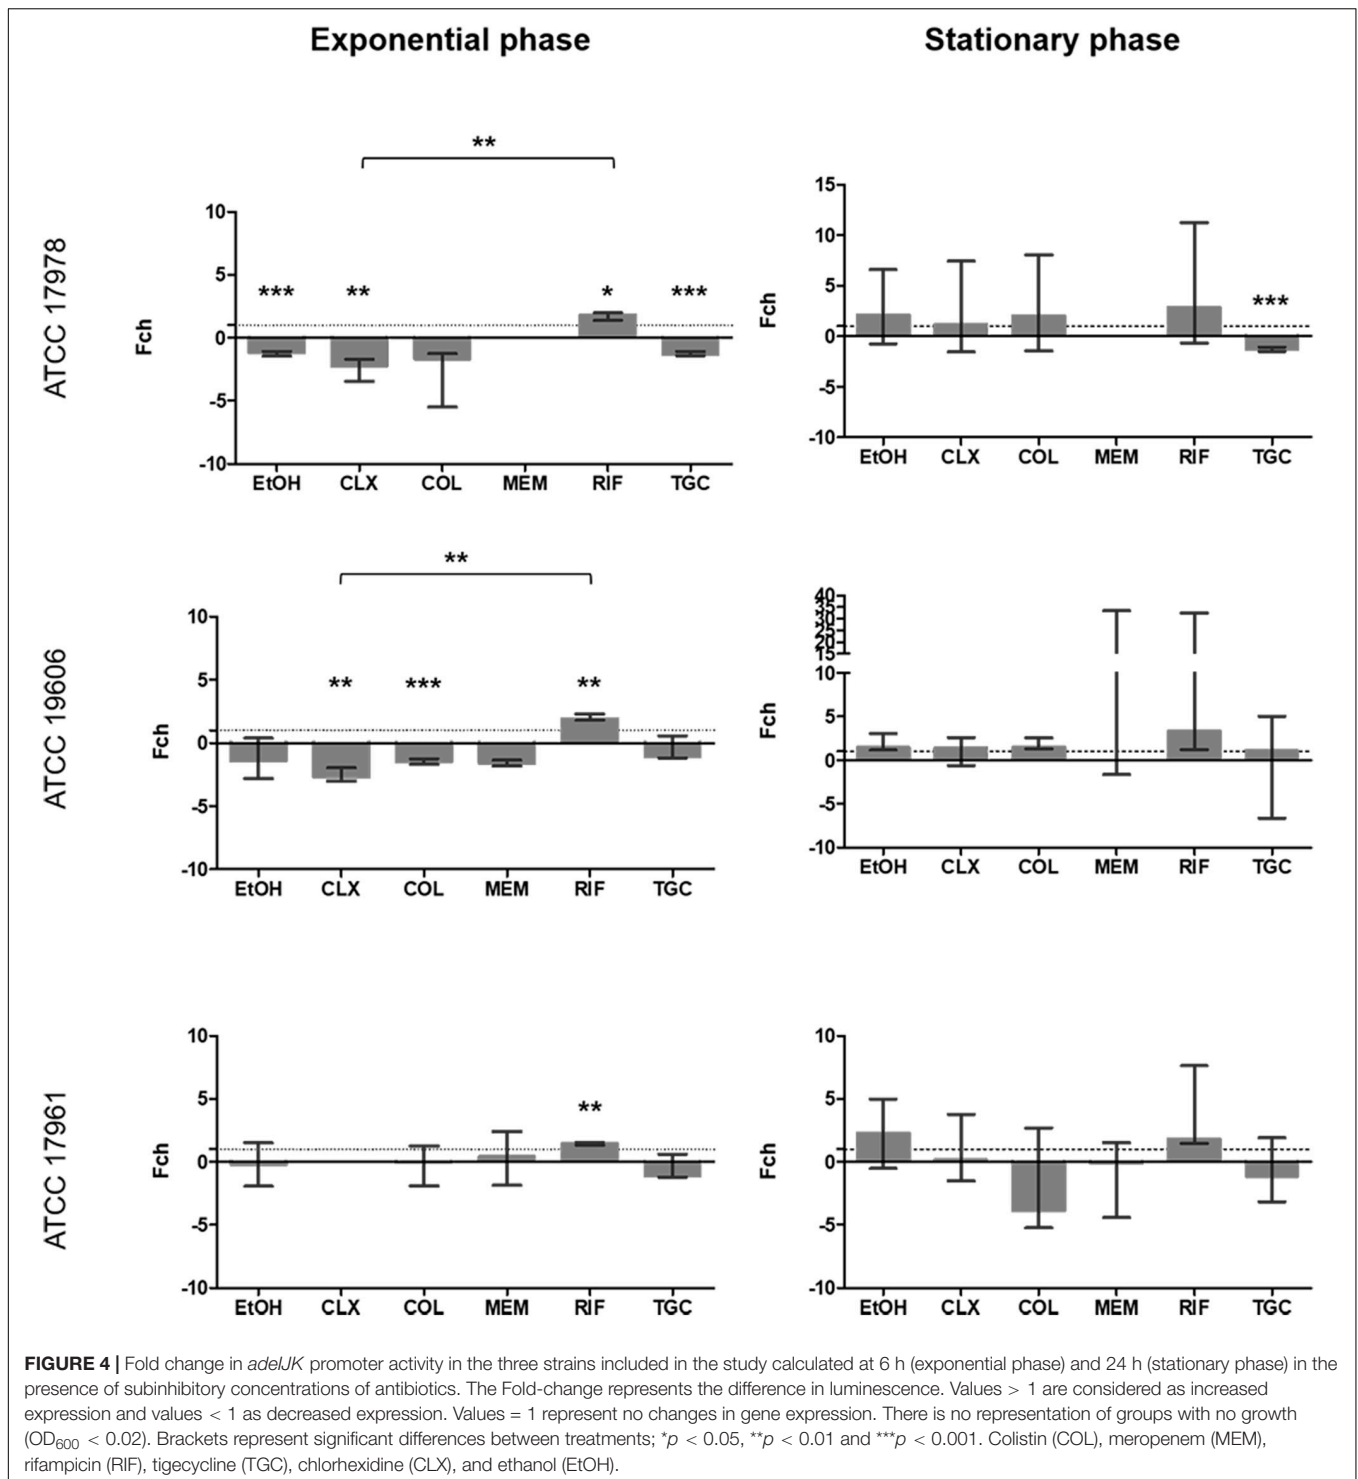 Exponential phase
Stationary phase
ATCC 17978
**
10
5
0
-5
-10
Fch
***
**
*
***
EtOH CLX COL MEM RIF TGC
15
10
5
0
-5
-10
Fch
***
EtOH CLX COL MEM RIF TGC
ATCC 19606
**
10
5
0
-5
-10
Fch
**
***
**
EtOH CLX COL MEM RIF TGC
40
35
30
25
20
15
10
5
0
-5
-10
Fch
EtOH CLX COL MEM RIF TGC
ATCC 17961
10
5
0
-5
-10
Fch
**
EtOH CLX COL MEM RIF TGC
10
5
0
-5
-10
Fch
EtOH CLX COL MEM RIF TGC
FIGURE 4 | Fold change in adeIJK promoter activity in the three strains included in the study calculated at 6 h (exponential phase) and 24 h (stationary phase) in the
presence of subinhibitory concentrations of antibiotics. The Fold-change represents the difference in luminescence. Values > 1 are considered as increased
expression and values < 1 as decreased expression. Values = 1 represent no changes in gene expression. There is no representation of groups with no growth
(OD600 < 0.02). Brackets represent significant differences between treatments; *p < 0.05, **p < 0.01 and ***p < 0.001. Colistin (COL), meropenem (MEM),
rifampicin (RIF), tigecycline (TGC), chlorhexidine (CLX), and ethanol (EtOH).